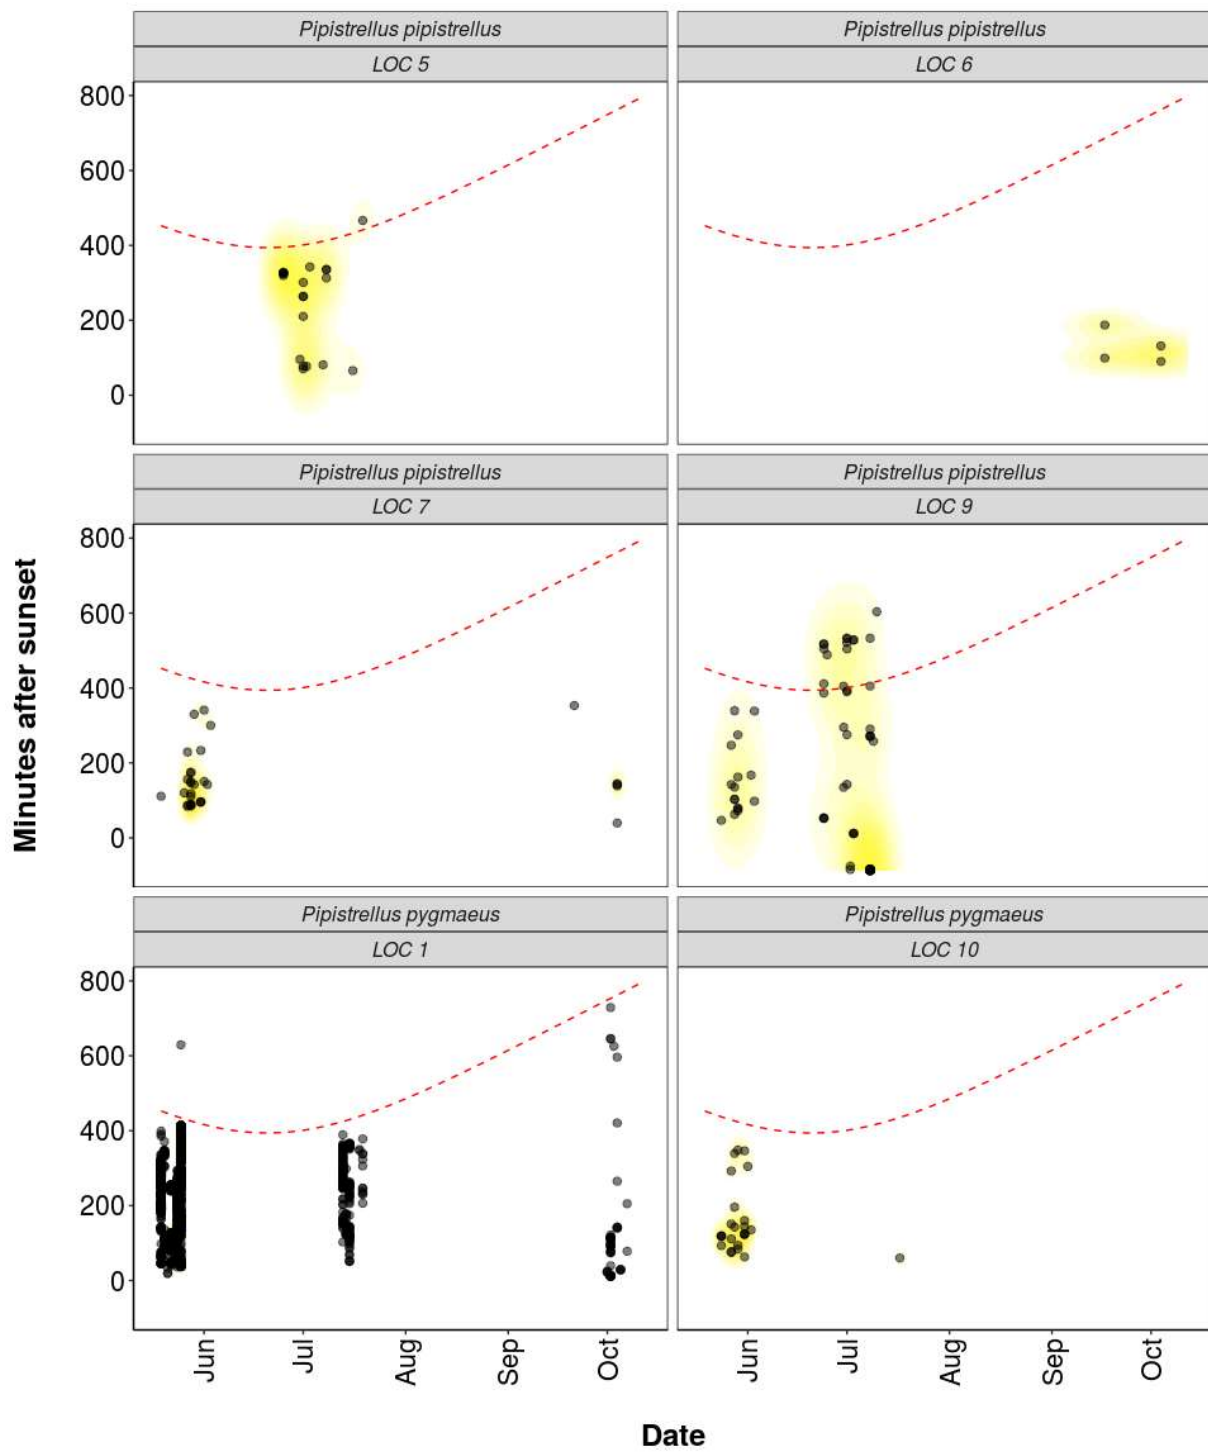 Pipistrellus pipistrellus
Pipistrellus pipistrellus
LOC 5
LOC 6
800
600
400
200
0
Pipistrellus pipistrellus
Pipistrellus pipistrellus
LOC 7
LOC 9
800
600
400
200
0
Minutes after sunset
Pipistrellus pygmaeus
Pipistrellus pygmaeus
LOC 1
LOC 10
800
600
400
200
0
Jun
Jul
Aug
Sep
Oct
Jun
Jul
Aug
Sep
Oct
Date